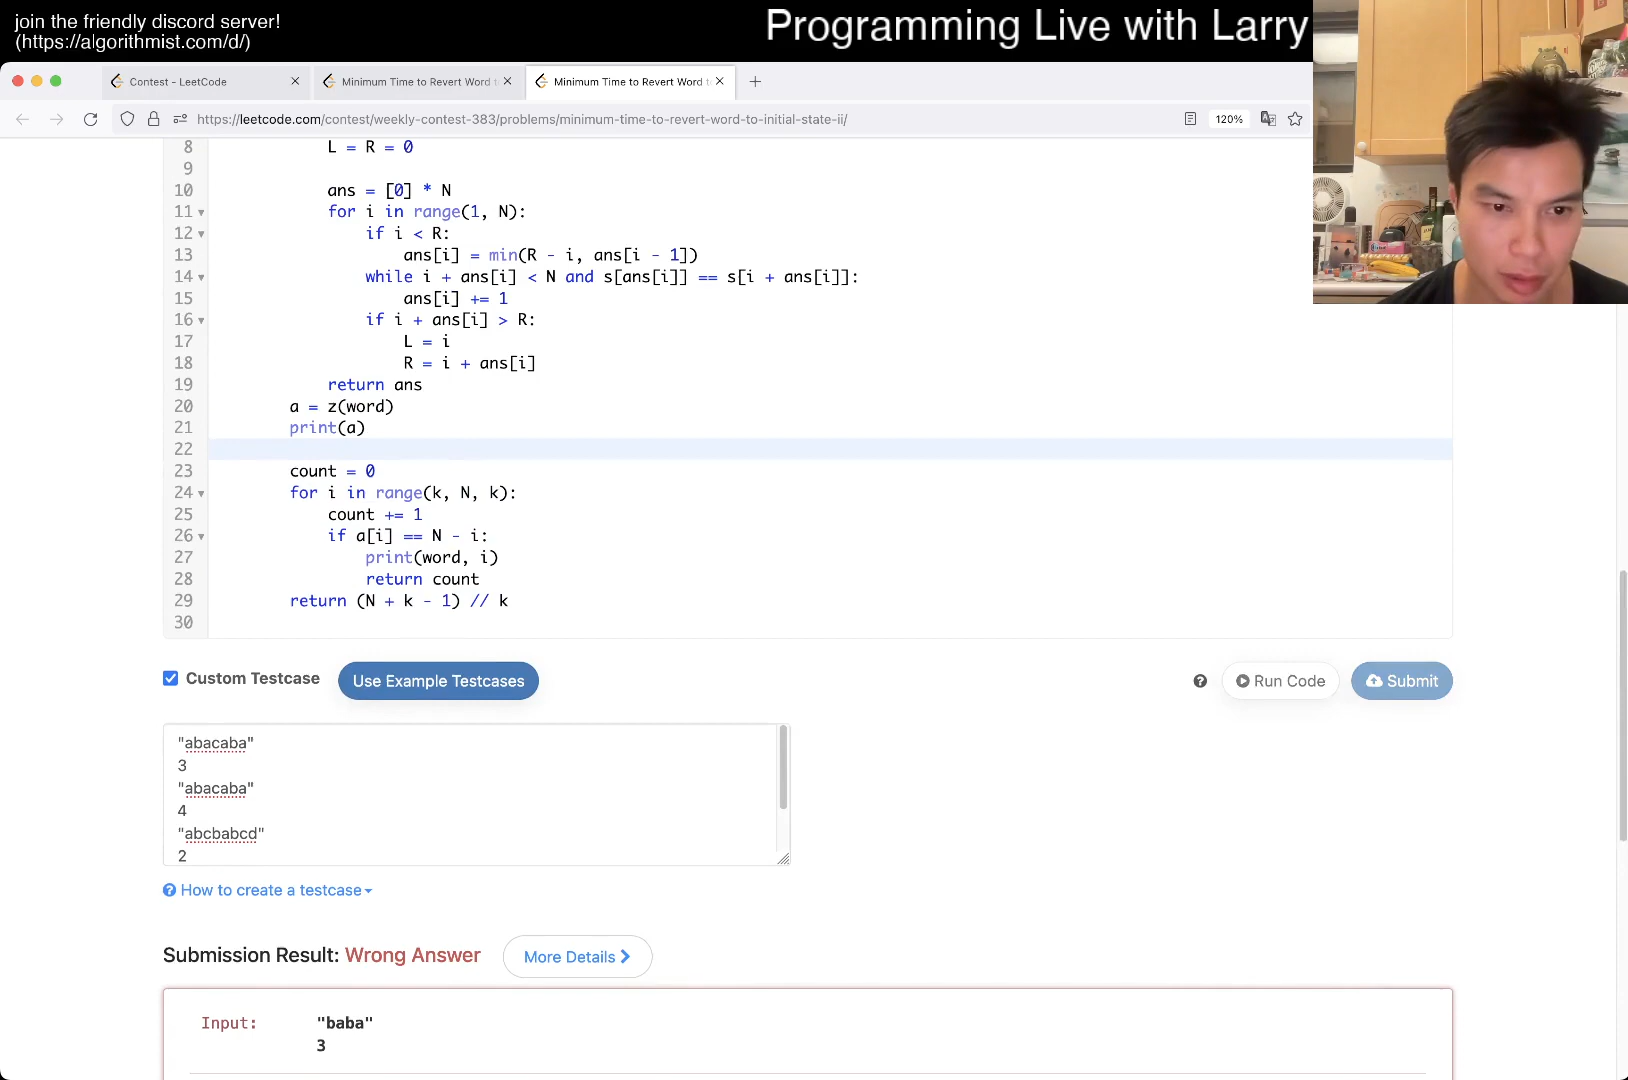 join the friendly discord server!
(https://algorithmist.com/d/)
Programming Live with Larry
Contest - LeetCode
Minimum Time to Revert Word t
Minimum Time to Revert Word t
https://leetcode.com/contest/weekly-contest-383/problems/minimum-time-to-revert-word-to-initial-state-ii/
120%
8 L = R = 0
9
10 ans = [0] * N
11 for i in range(1, N):
12 if i < R:
13 ans[i] = min(R - i, ans[i - 1])
14 while i + ans[i] < N and s[ans[i]] == s[i + ans[i]]:
15 ans[i] += 1
16 if i + ans[i] > R:
17 L = i
18 R = i + ans[i]
19 return ans
20 a = z(word)
21 print(a)
22
23 count = 0
24 for i in range(k, N, k):
25 count += 1
26 if a[i] == N - i:
27 print(word, i)
28 return count
29 return (N + k - 1) // k
30
Custom Testcase
Use Example Testcases
Run Code
Submit
"abacaba"
3
"abacaba"
4
"abcbabcd"
2
How to create a testcase
Submission Result: Wrong Answer
More Details
Input: "baba"
3